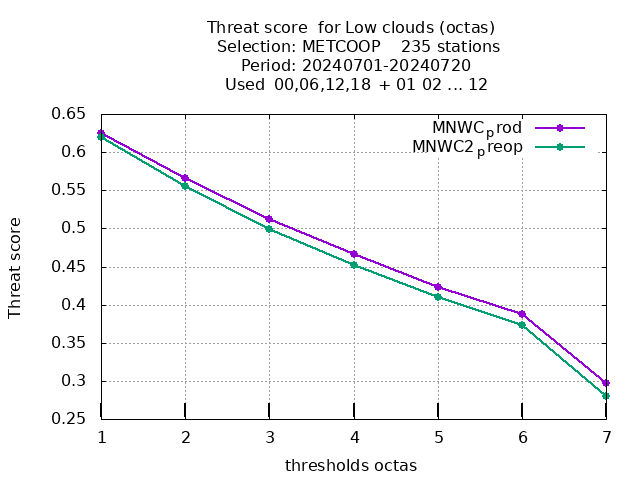 Threat score  for Low clouds (octas)
Selection: METCOOP    235 stations
Period: 20240701-20240720
Used  00,06,12,18 + 01 02 ... 12
MNWCprod
MNWC2preop
0.65
0.6
0.55
0.5
0.45
0.4
0.35
0.3
0.25
Threat score
1 2 3 4 5 6 7
thresholds octas